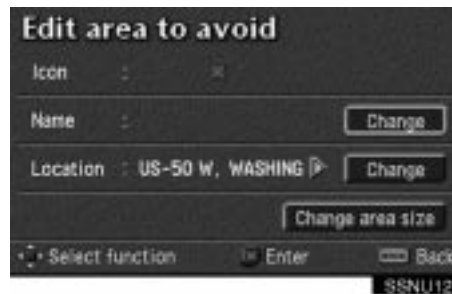 Edit area to avoid
Icon :
Name : Change
Location : US-50 W, WASHING Change
Change area size
Select function Enter Back
SSNU12